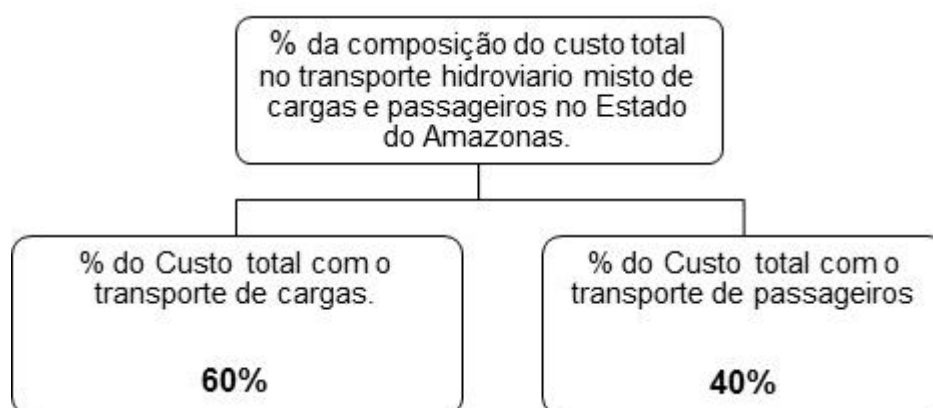 % da composição do custo total
no transporte hidroviario misto de
cargas e passageiros no Estado
do Amazonas.
% do Custo total com o
transporte de cargas.
60%
% do Custo total com o
transporte de passageiros
40%